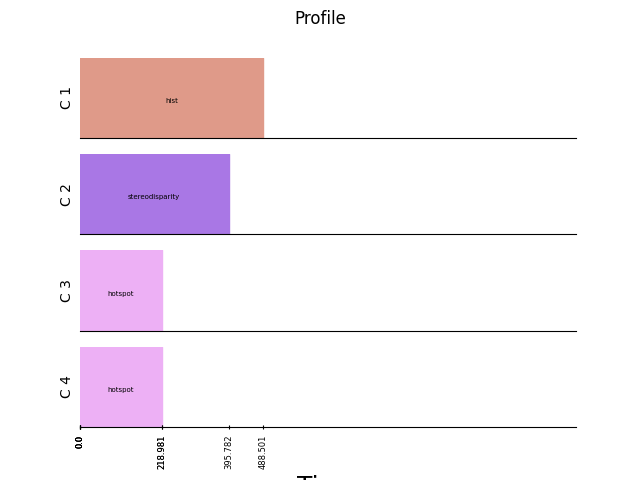 Profile
C 1
hist
C 2
stereodisparity
C 3
hotspot
C 4
hotspot
0.0
218.981
395.782
488.501